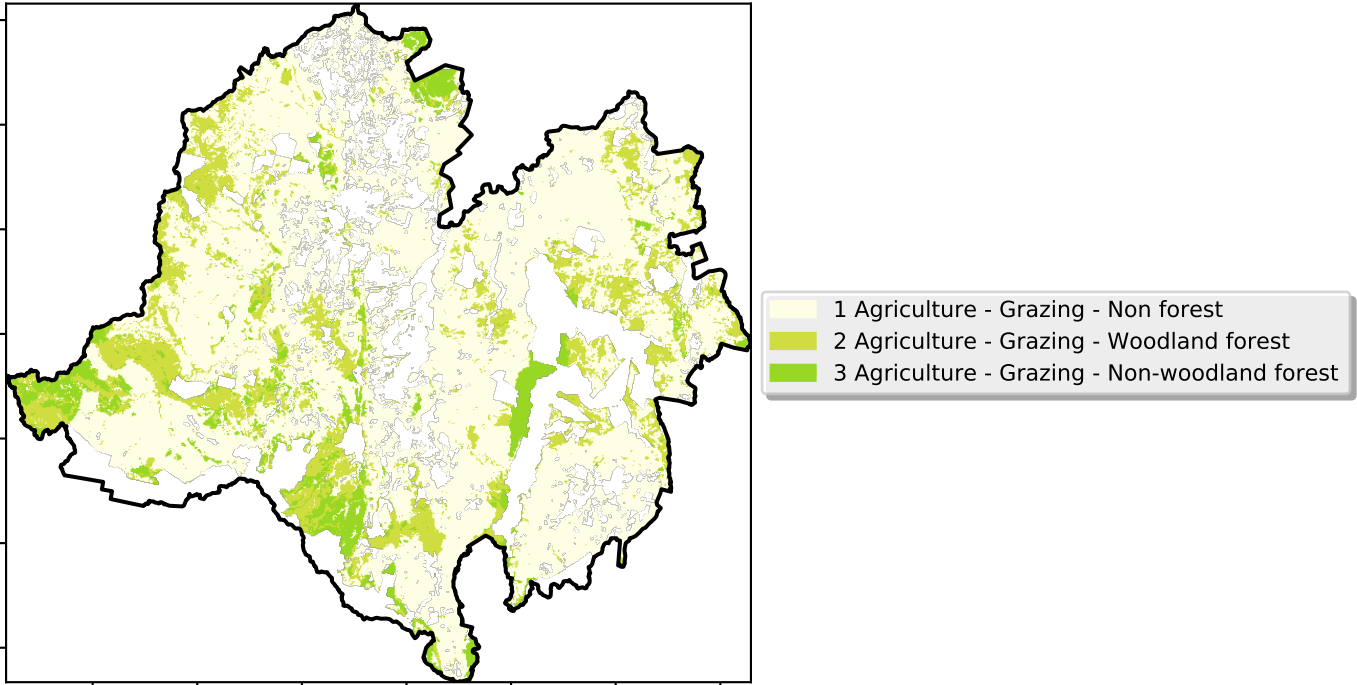 1 Agriculture - Grazing - Non forest
2 Agriculture - Grazing - Woodland forest
3 Agriculture - Grazing - Non-woodland forest